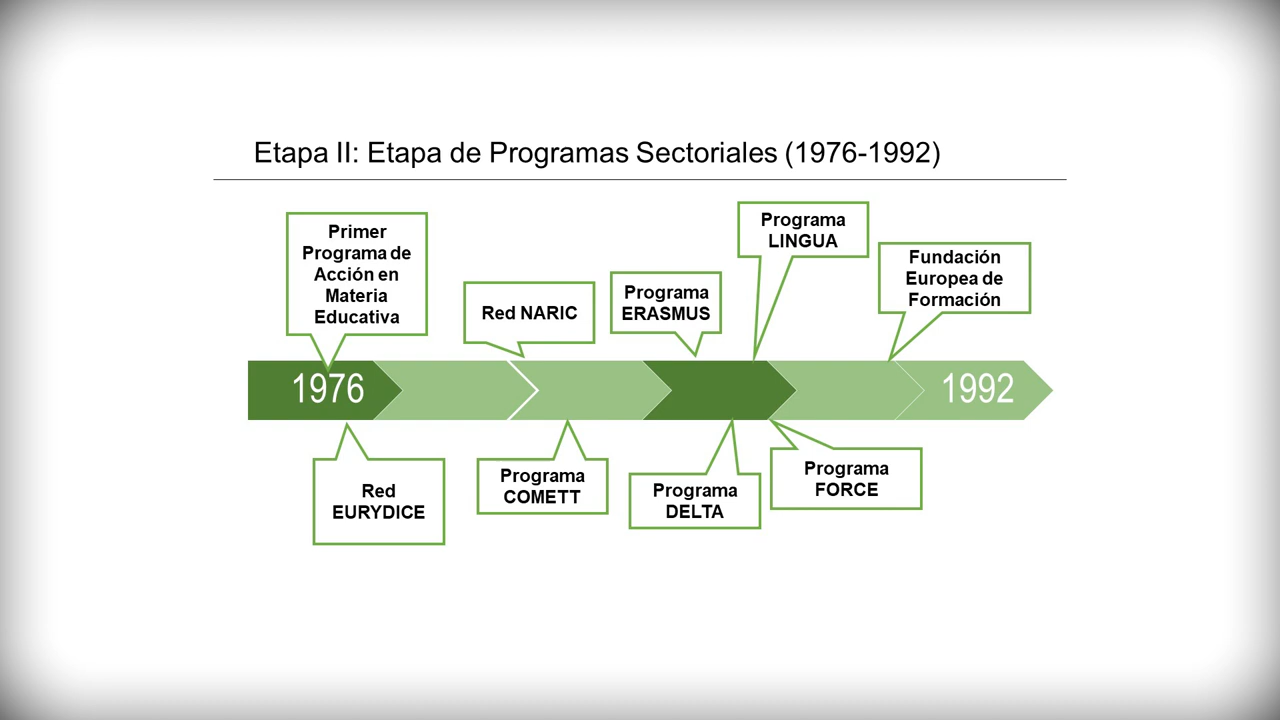 Etapa II: Etapa de Programas Sectoriales (1976-1992)
Primer
Programa de
Acción en
Materia
Educativa
Red NARIC
Programa
ERASMUS
Programa
LINGUA
Fundación
Europea de
Formación
1976
1992
Red
EURYDICE
Programa
COMETT
Programa
DELTA
Programa
FORCE